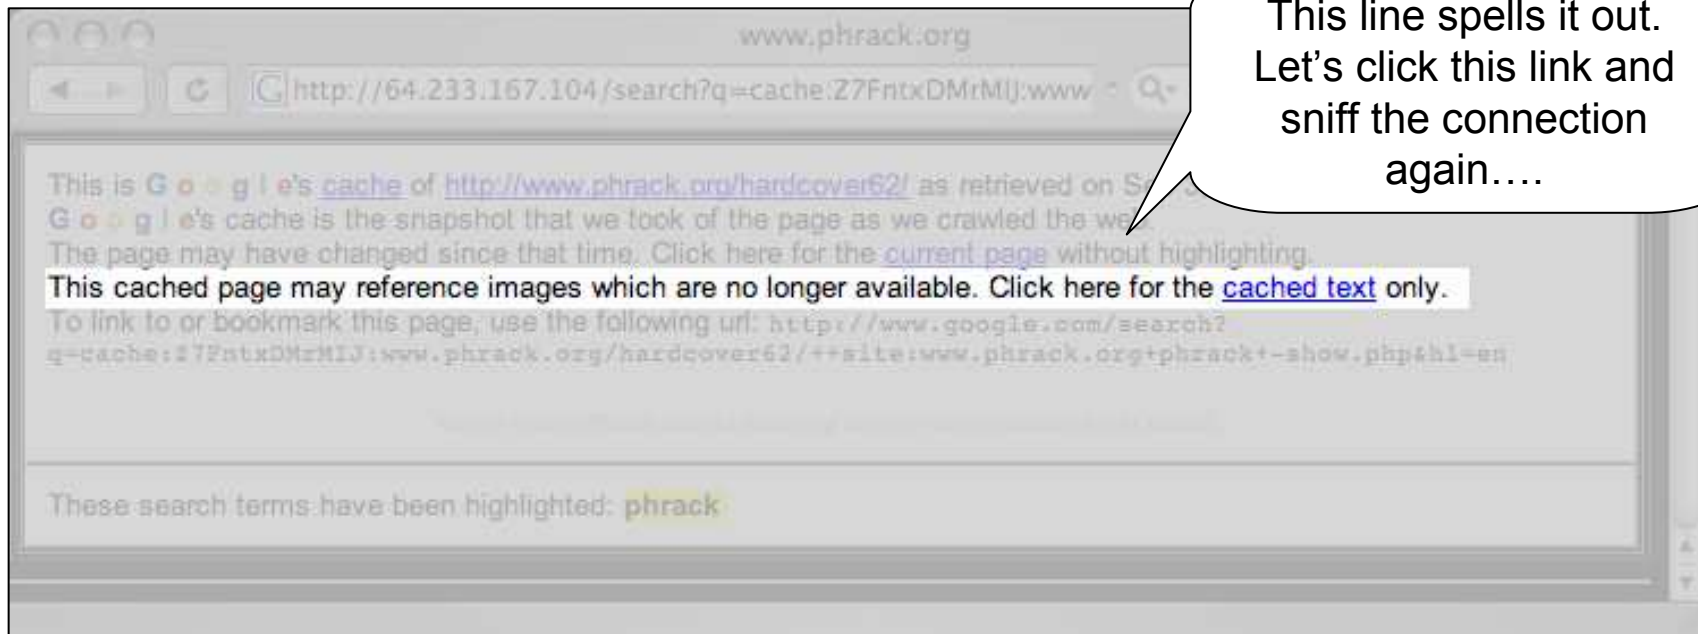 www.phrack.org
This line spells it out.
Let's click this link and
sniff the connection
again….
http://64.233.167.104/search?q=cache:Z7FntxDMrMIJ:www
This is Google's cache of http://www.phrack.org/hardcover62/ as retrieved on
Google's cache is the snapshot that we took of the page as we crawled the web.
The page may have changed since that time. Click here for the current page without highlighting.
This cached page may reference images which are no longer available. Click here for the cached text only.
To link to or bookmark this page, use the following url: http://www.google.com/search?
q=cache:Z7FntxDMrMIJ:www.phrack.org/hardcover62/++site:www.phrack.org+phrack+-show.php&hl=en
These search terms have been highlighted: phrack